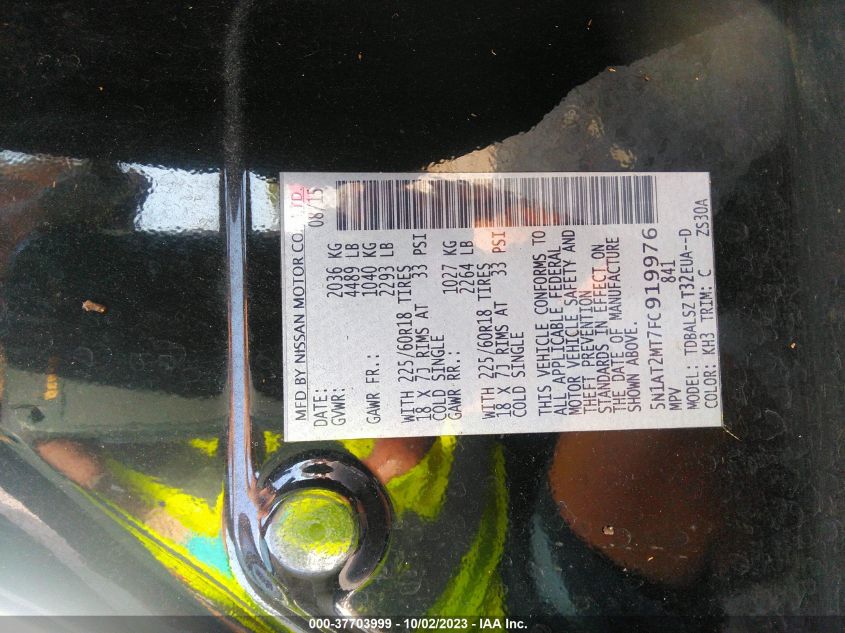 MFD BY NISSAN MOTOR CO., LTD.
DATE: 08/15
GVWR: 2036 KG
4489 LB
GAWR FR.: 1040 KG
2293 LB
WITH 225/60R18 TIRES
18 X 7J RIMS AT 33 PSI
COLD SINGLE
GAWR RR.: 1027 KG
2264 LB
WITH 225/60R18 TIRES
18 X 7J RIMS AT 33 PSI
COLD SINGLE
THIS VEHICLE CONFORMS TO
ALL APPLICABLE FEDERAL
MOTOR VEHICLE SAFETY AND
THEFT PREVENTION
STANDARDS IN EFFECT ON
THE DATE OF MANUFACTURE
SHOWN ABOVE.
5N1AT2MT7FC919976
MPV 841
MODEL: TDBALSZ T32EUA--D
COLOR: KH3 TRIM: C ZS30A
000-37703999 - 10/02/2023 - IAA Inc.